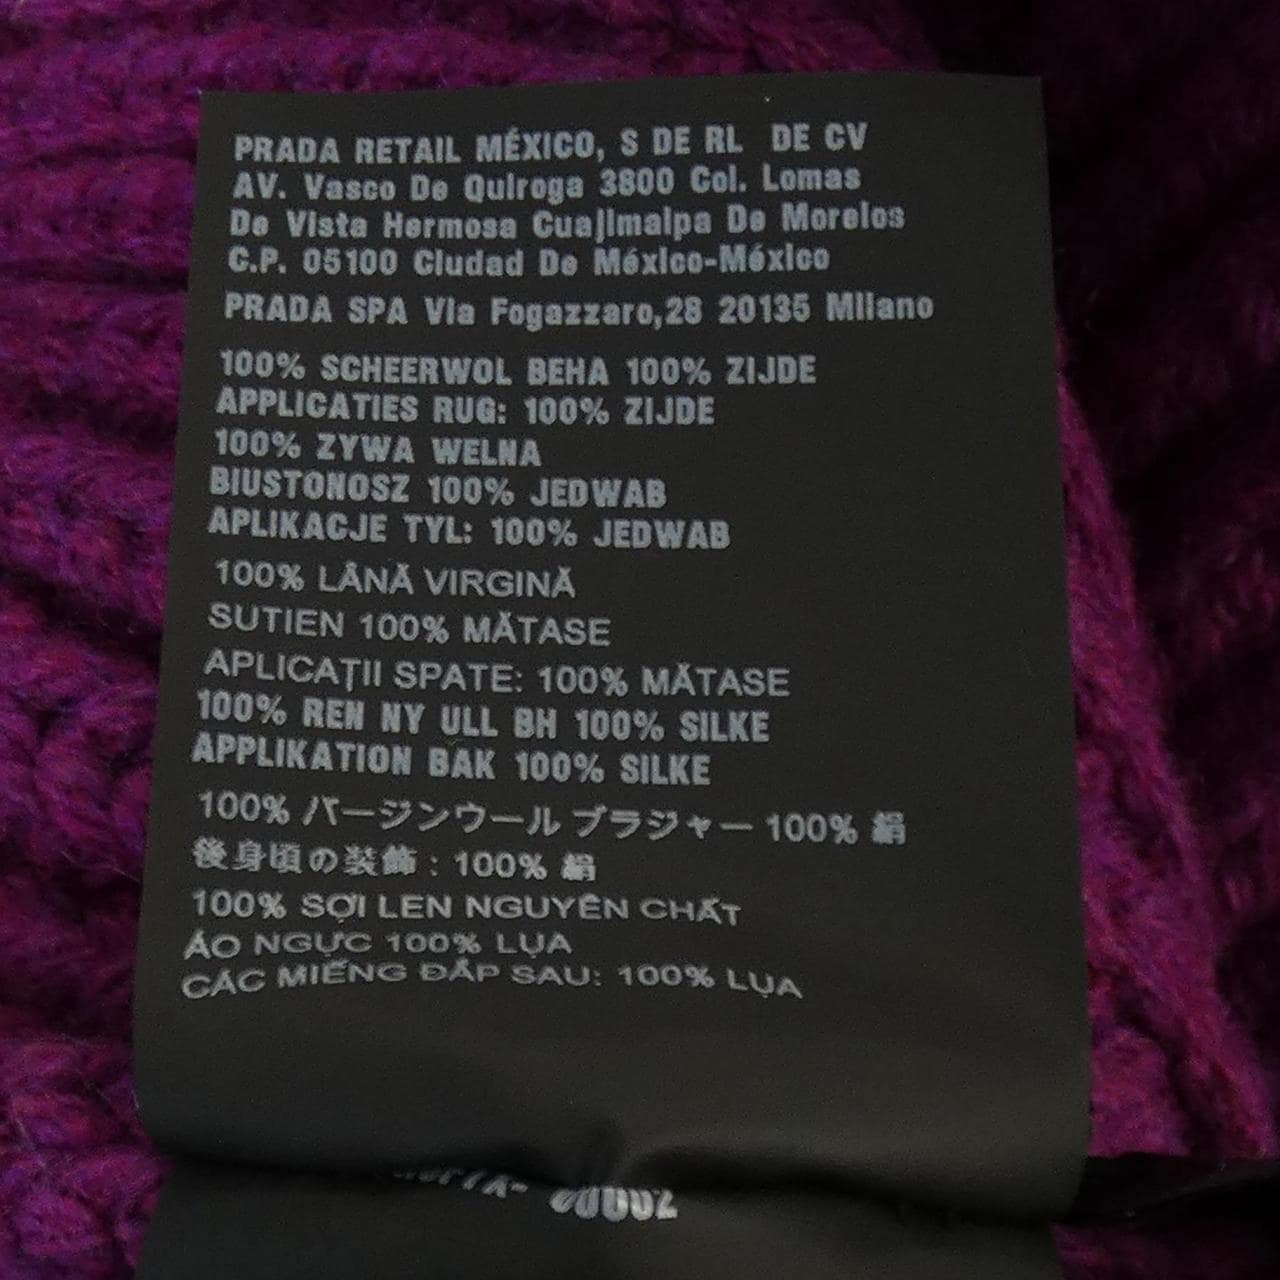 PRADA RETAIL MÉXICO, S DE RL DE CV
AV. Vasco De Quiroga 3800 Col. Lomas
De Vista Hermosa Cuajimalpa De Morelos
C.P. 05100 Ciudad De México-México
PRADA SPA Via Fogazzaro,28 20135 Milano
100% SCHEERWOL BEHA 100% ZIJDE
APPLICATIES RUG: 100% ZIJDE
100% ZYWA WELNA
BIUSTONOSZ 100% JEDWAB
APLIKACJE TYL: 100% JEDWAB
100% LÂNĂ VIRGINĂ
SUTIEN 100% MĂTASE
APLICAȚII SPATE: 100% MĂTASE
100% REN NY ULL BH 100% SILKE
APPLIKATION BAK 100% SILKE
100% バージンウール ブラジャー 100% 絹
後身頃の装飾 : 100% 絹
100% SỢI LEN NGUYÊN CHẤT
ÁO NGỰC 100% LỤA
CÁC MIẾNG ĐẮP SAU: 100% LỤA